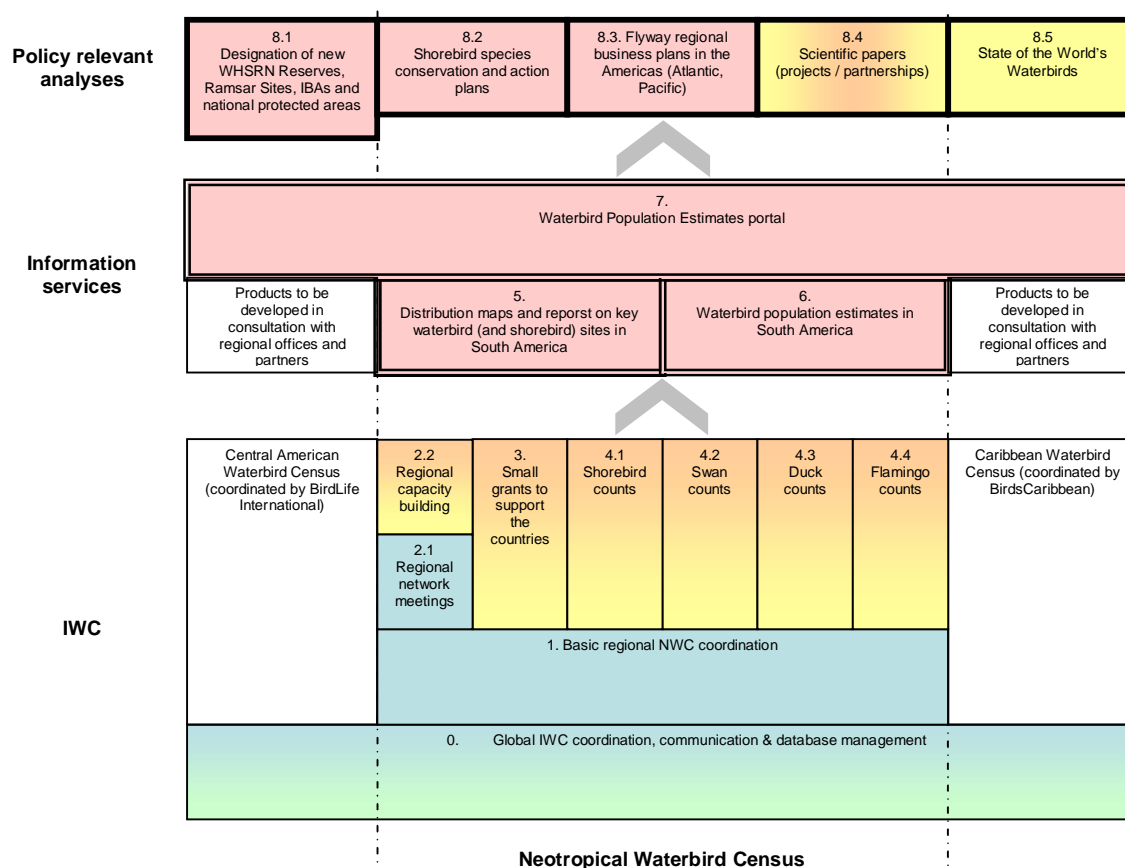 Policy relevant
analyses
8.1
Designation of new
WHSRN Reserves,
Ramsar Sites, IBAs and
national protected areas
8.2
Shorebird species
conservation and action
plans
8.3. Flyway regional
business plans in the
Americas (Atlantic,
Pacific)
8.4
Scientific papers
(projects / partnerships)
8.5
State of the World's
Waterbirds
Information
services
7.
Waterbird Population Estimates portal
Products to be
developed in
consultation with
regional offices and
partners
5.
Distribution maps and reporst on key
waterbird (and shorebird) sites in
South America
6.
Waterbird population estimates in
South America
Products to be
developed in
consultation with
regional offices and
partners
IWC
Central American
Waterbird Census
(coordinated by BirdLife
International)
2.2
Regional
capacity
building
2.1
Regional
network
meetings
3. Small
grants to
support
the
countries
4.1
Shorebird
counts
4.2
Swan
counts
4.3
Duck
counts
4.4
Flamingo
counts
Caribbean Waterbird
Census (coordinated by
BirdsCaribbean)
1. Basic regional NWC coordination
0. Global IWC coordination, communication & database management
Neotropical Waterbird Census